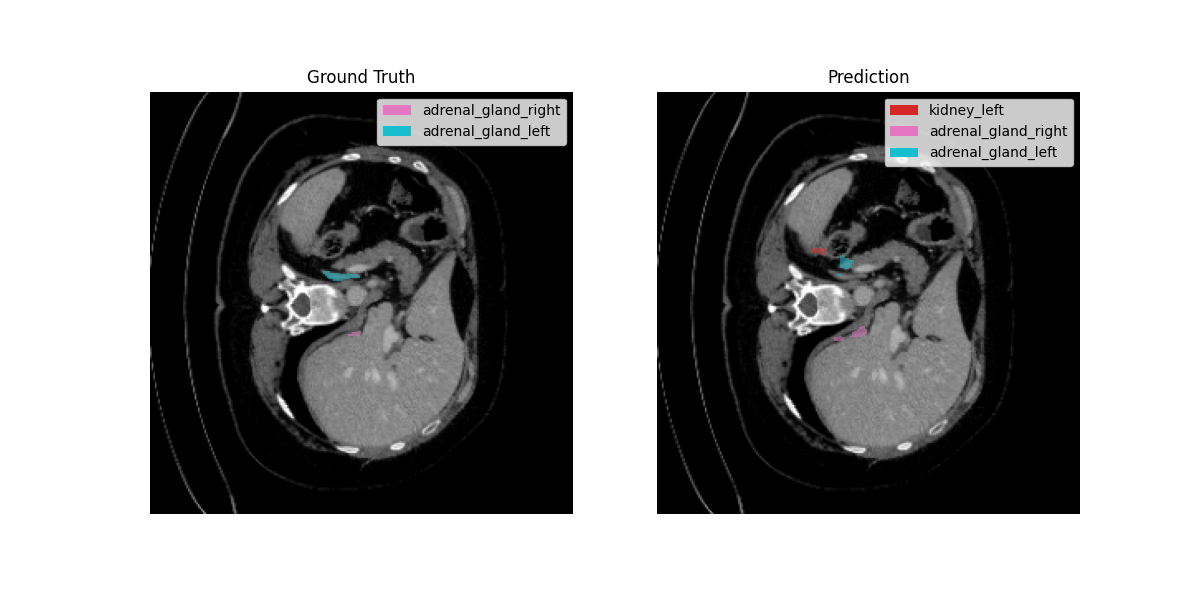 Ground Truth
adrenal_gland_right
adrenal_gland_left
Prediction
kidney_left
adrenal_gland_right
adrenal_gland_left